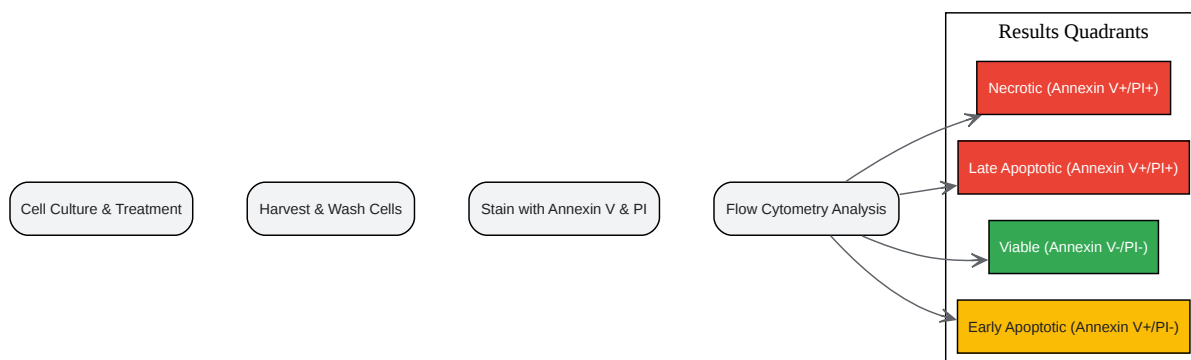 Results Quadrants
Necrotic (Annexin V+/PI+)
Late Apoptotic (Annexin V+/PI+)
Cell Culture & Treatment
Harvest & Wash Cells
Stain with Annexin V & PI
Flow Cytometry Analysis
Viable (Annexin V-/PI-)
Early Apoptotic (Annexin V+/PI-)